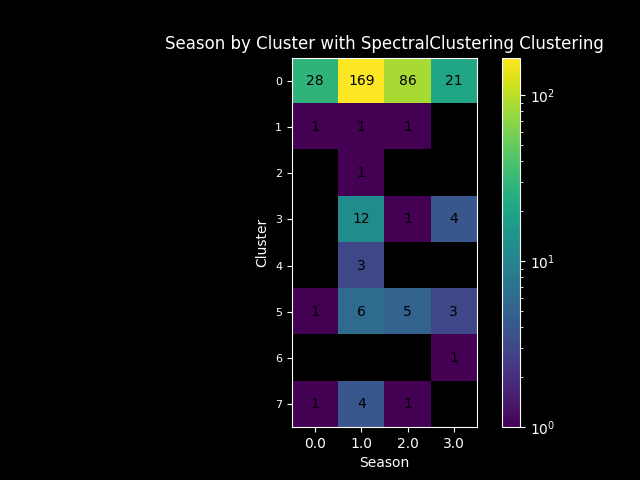 Season by Cluster with SpectralClustering Clustering
0 28 169 86 21
1 1 1 1
2 1
3 12 1 4
4 3
5 1 6 5 3
6 1
7 1 4 1
0.0 1.0 2.0 3.0
Season
Cluster
10²
10¹
10⁰